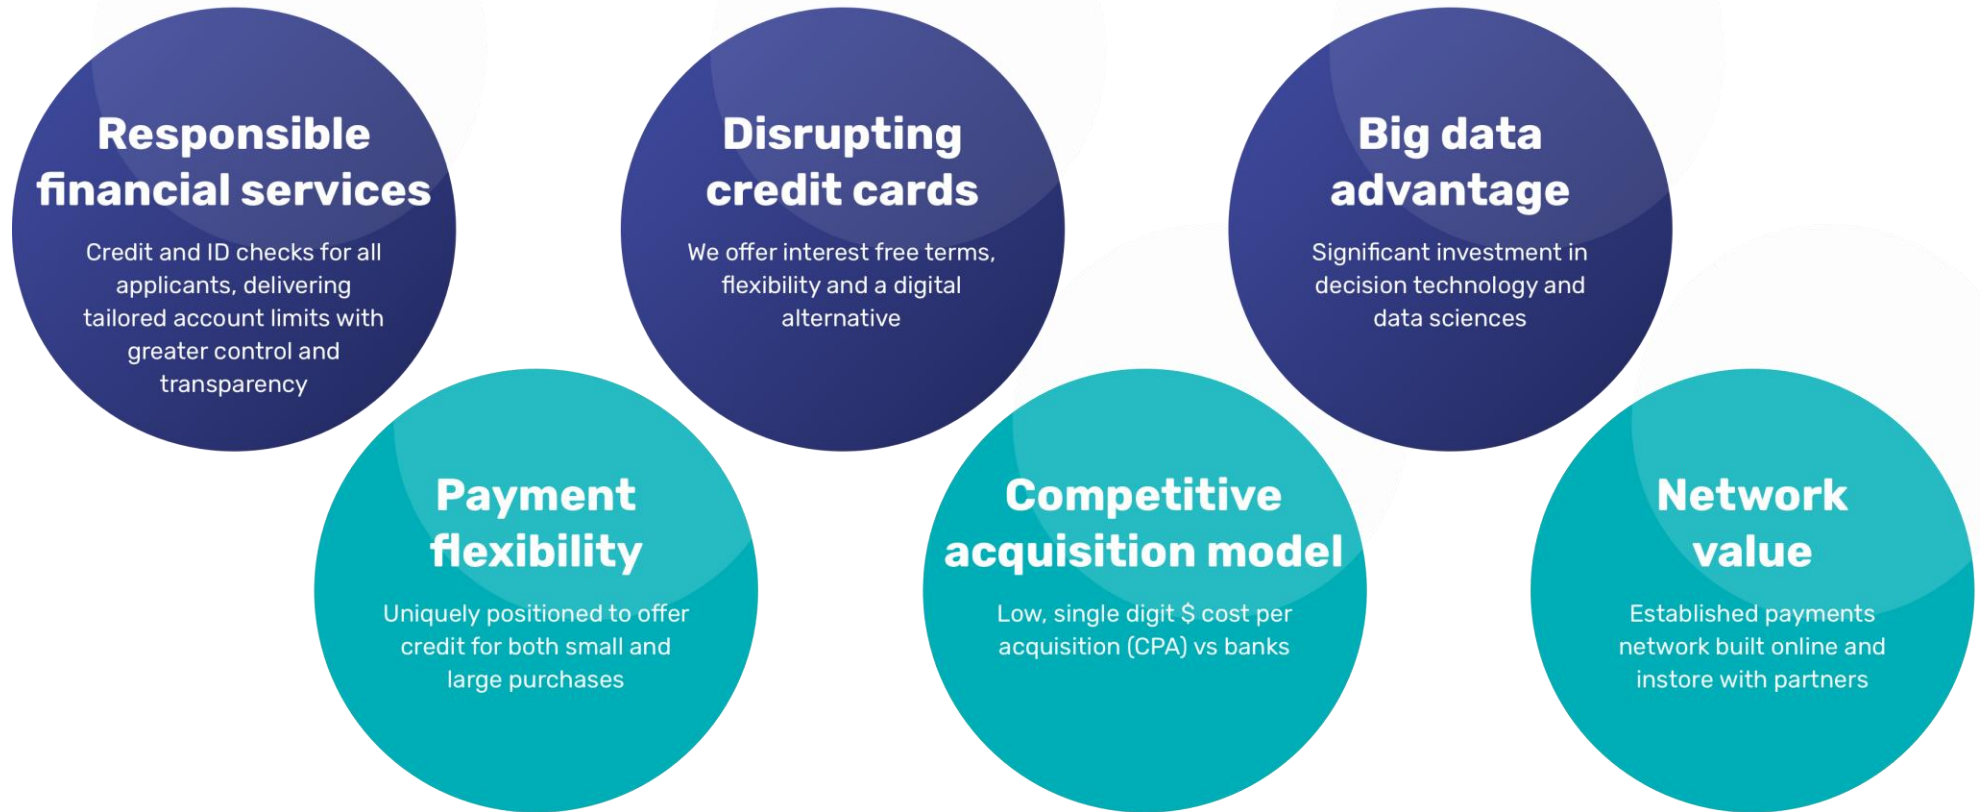 Responsible
financial services
Credit and ID checks for all
applicants, delivering
tailored account limits with
greater control and
transparency
Disrupting
credit cards
We offer interest free terms,
flexibility and a digital
alternative
Big data
advantage
Significant investment in
decision technology and
data sciences
Payment
flexibility
Uniquely positioned to offer
credit for both small and
large purchases
Competitive
acquisition model
Low, single digit $ cost per
acquisition (CPA) vs banks
Network
value
Established payments
network built online and
instore with partners